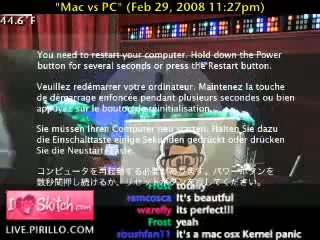 "Mac vs PC" (Feb 29, 2008 11:27pm)
44.6° F
You need to restart your computer. Hold down the Power
button for several seconds or press the Restart button.
Veuillez redémarrer votre ordinateur. Maintenez la touche
de démarrage enfoncée pendant plusieurs secondes ou bien
appuyez sur le bouton de réinitialisation.
Sie müssen Ihren Computer neu starten. Halten Sie dazu
die Einschalttaste einige Sekunden gedrückt oder drücken
Sie die Neustart-Taste.
コンピュータを再起動する必要があります。パワーボタンを
数秒間押し続けるか、リセットボタンを押してください。
Frost totally
ramcosca It's beautiful
warefly Its perfect!!!
Frost yeah
sbushfan11 It's a mac osx Kernel panic
I Skitch.com
LIVE.PIRILLO.COM